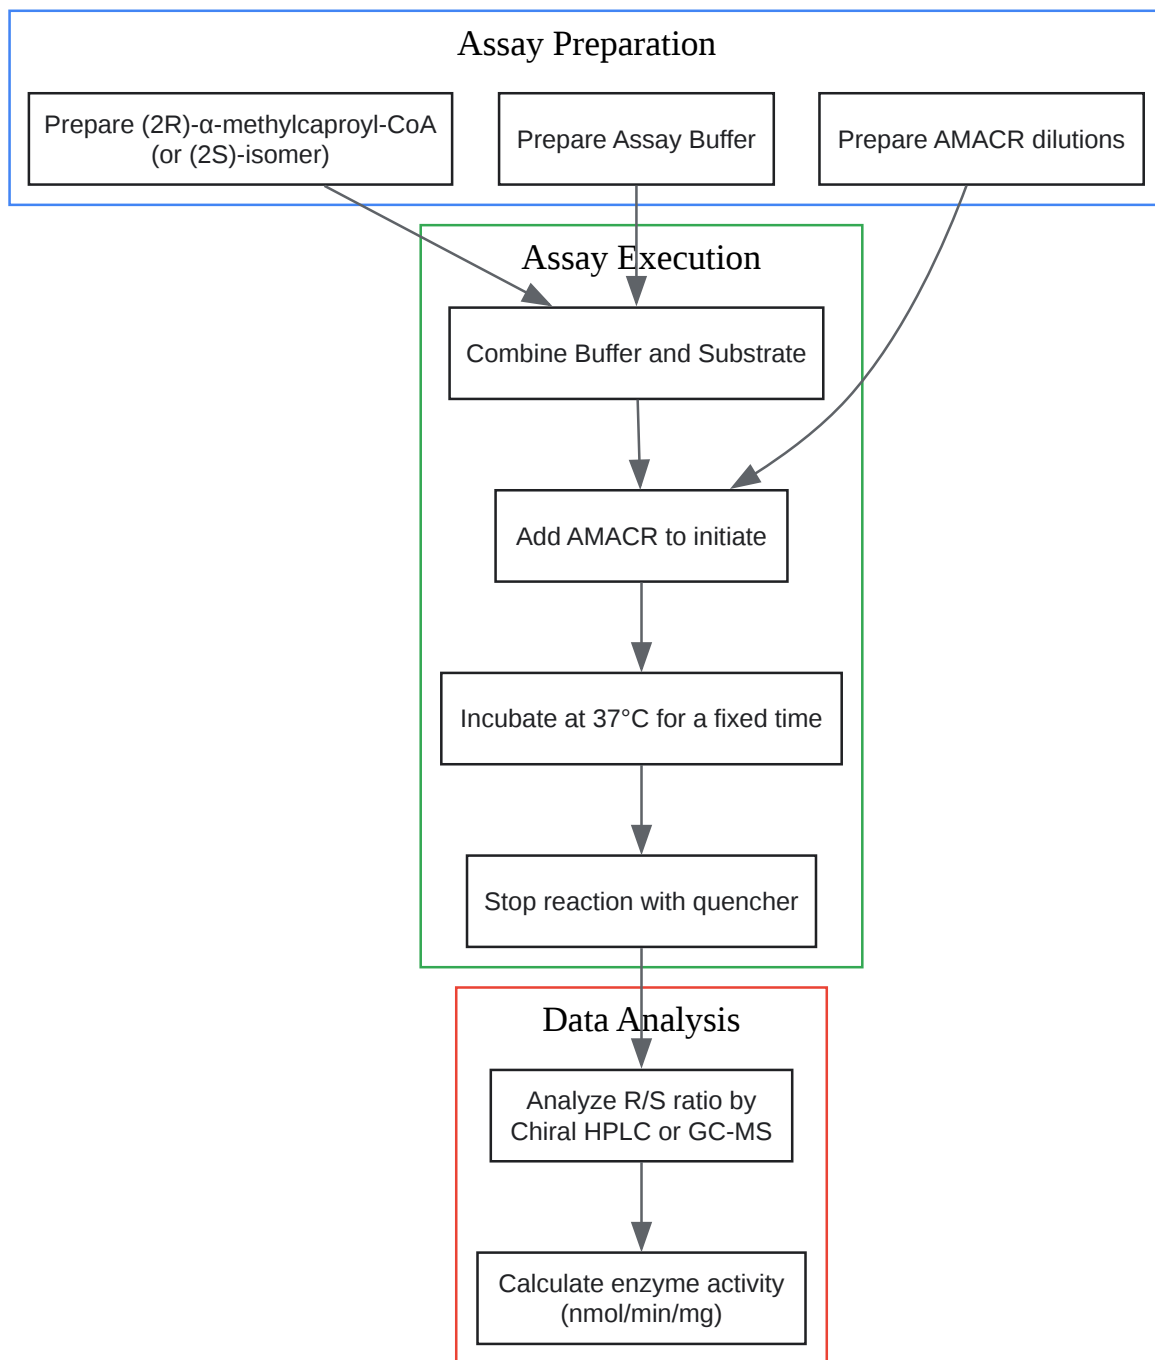 Assay Preparation
Prepare (2R)-α-methylcaproyl-CoA
(or (2S)-isomer)
Prepare Assay Buffer
Prepare AMACR dilutions
Assay Execution
Combine Buffer and Substrate
Add AMACR to initiate
Incubate at 37°C for a fixed time
Stop reaction with quencher
Data Analysis
Analyze R/S ratio by
Chiral HPLC or GC-MS
Calculate enzyme activity
(nmol/min/mg)